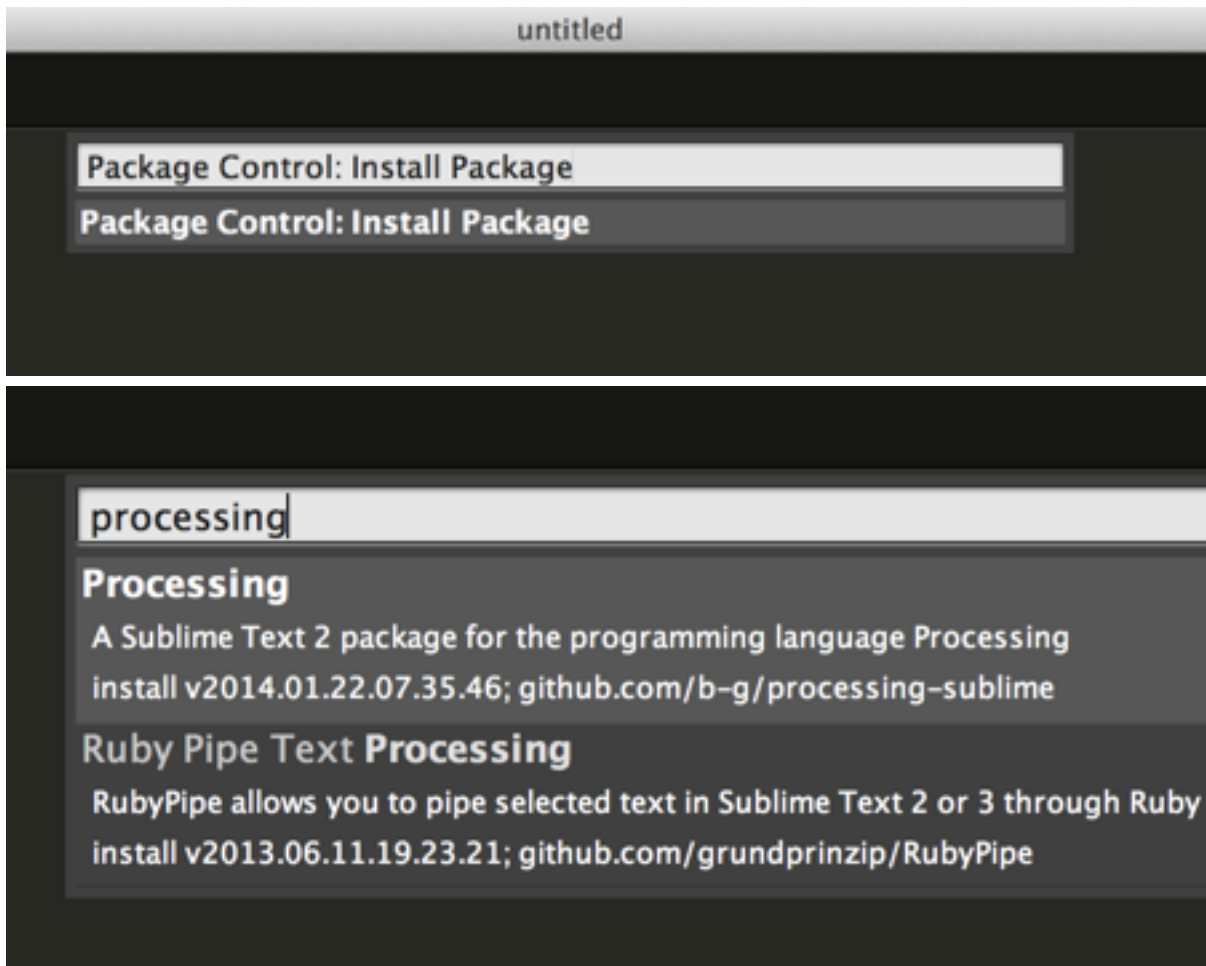 untitled
Package Control: Install Package
Package Control: Install Package
processing
Processing
A Sublime Text 2 package for the programming language Processing
install v2014.01.22.07.35.46; github.com/b-g/processing-sublime
Ruby Pipe Text Processing
RubyPipe allows you to pipe selected text in Sublime Text 2 or 3 through Ruby
install v2013.06.11.19.23.21; github.com/grundprinzip/RubyPipe